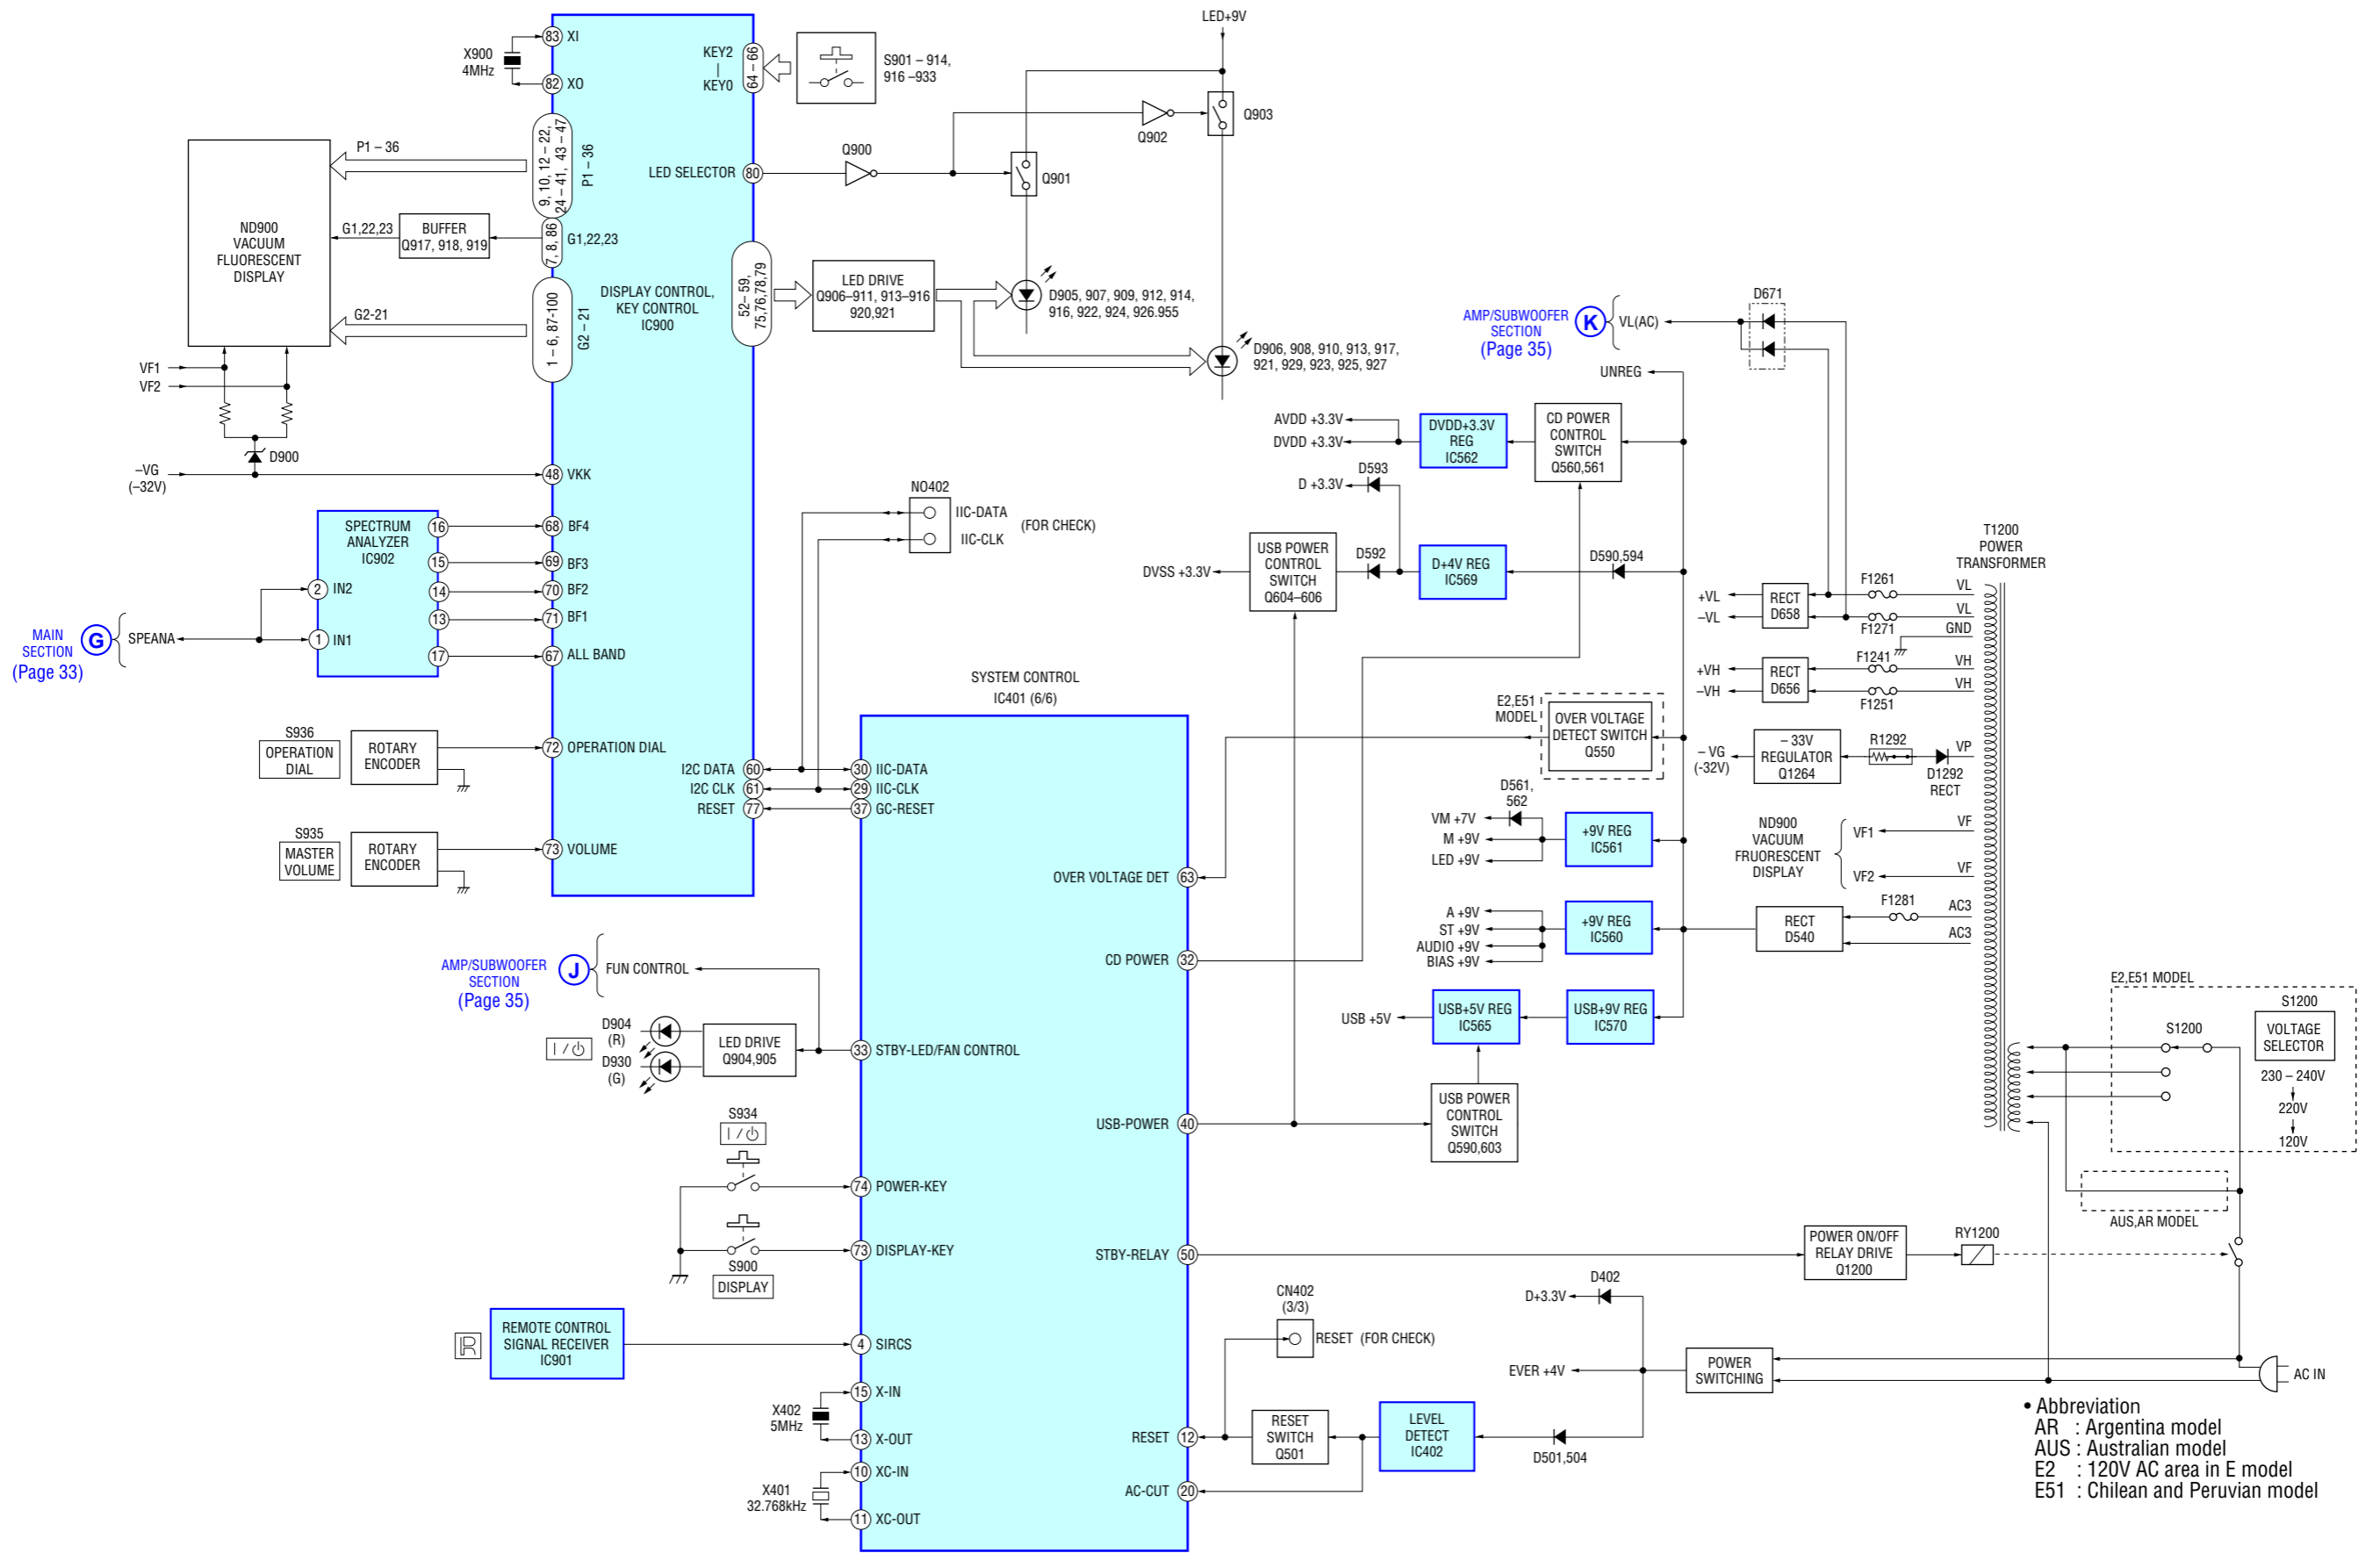 LED+9V
X900
4MHz
83 XI
82 XO
KEY2
|
KEY0
64 – 66
S901 – 914,
916 –933
Q902
Q903
9, 10, 12 – 22,
24 – 41, 43 – 47
P1 – 36
P1 – 36
LED SELECTOR 80
Q900
Q901
ND900
VACUUM
FLUORESCENT
DISPLAY
G1,22,23
BUFFER
Q917, 918, 919
7, 8, 86
G1,22,23
G2-21
1 – 6, 87-100
G2 – 21
DISPLAY CONTROL,
KEY CONTROL
IC900
52– 59,
75,76,78,79
LED DRIVE
Q906–911, 913–916
920,921
D905, 907, 909, 912, 914,
916, 922, 924, 926.955
D906, 908, 910, 913, 917,
921, 929, 923, 925, 927
VF1
VF2
D900
–VG
(–32V)
48 VKK
SPECTRUM
ANALYZER
IC902
16
15
14
13
17
2 IN2
1 IN1
68 BF4
69 BF3
70 BF2
71 BF1
67 ALL BAND
MAIN
SECTION
(Page 33)
G
SPEANA
NO402
IIC-DATA
IIC-CLK
(FOR CHECK)
S936
OPERATION
DIAL
ROTARY
ENCODER
72 OPERATION DIAL
S935
MASTER
VOLUME
ROTARY
ENCODER
73 VOLUME
I2C DATA 60
I2C CLK 61
RESET 77
30 IIC-DATA
29 IIC-CLK
37 GC-RESET
SYSTEM CONTROL
IC401 (6/6)
AMP/SUBWOOFER
SECTION
(Page 35)
J
FUN CONTROL
D904
(R)
D930
(G)
I /
LED DRIVE
Q904,905
33 STBY-LED/FAN CONTROL
S934
I /
74 POWER-KEY
73 DISPLAY-KEY
S900
DISPLAY
REMOTE CONTROL
SIGNAL RECEIVER
IC901
R
4 SIRCS
X402
5MHz
15 X-IN
13 X-OUT
X401
32.768kHz
10 XC-IN
11 XC-OUT
OVER VOLTAGE DET 63
CD POWER 32
USB-POWER 40
STBY-RELAY 50
RESET 12
AC-CUT 20
AMP/SUBWOOFER
SECTION
(Page 35)
K
VL(AC)
D671
UNREG
AVDD +3.3V
DVDD +3.3V
DVDD+3.3V
REG
IC562
CD POWER
CONTROL
SWITCH
Q560,561
D593
D +3.3V
DVSS +3.3V
USB POWER
CONTROL
SWITCH
Q604–606
D592
D+4V REG
IC569
D590,594
E2,E51
MODEL
OVER VOLTAGE
DETECT SWITCH
Q550
D561,
562
VM +7V
M +9V
LED +9V
+9V REG
IC561
A +9V
ST +9V
AUDIO +9V
BIAS +9V
+9V REG
IC560
USB +5V
USB+5V REG
IC565
USB+9V REG
IC570
USB POWER
CONTROL
SWITCH
Q590,603
T1200
POWER
TRANSFORMER
+VL
–VL
RECT
D658
F1261
F1271
VL
VL
GND
+VH
–VH
RECT
D656
F1241
F1251
VH
VH
– VG
(-32V)
– 33V
REGULATOR
Q1264
R1292
D1292
RECT
VP
ND900
VACUUM
FRUORESCENT
DISPLAY
VF1
VF2
VF
VF
RECT
D540
F1281
AC3
AC3
E2,E51 MODEL
S1200
S1200
VOLTAGE
SELECTOR
230 – 240V
220V
120V
AUS,AR MODEL
POWER ON/OFF
RELAY DRIVE
Q1200
RY1200
CN402
(3/3)
RESET (FOR CHECK)
D402
D+3.3V
EVER +4V
POWER
SWITCHING
AC IN
RESET
SWITCH
Q501
LEVEL
DETECT
IC402
D501,504
• Abbreviation
AR : Argentina model
AUS : Australian model
E2 : 120V AC area in E model
E51 : Chilean and Peruvian model